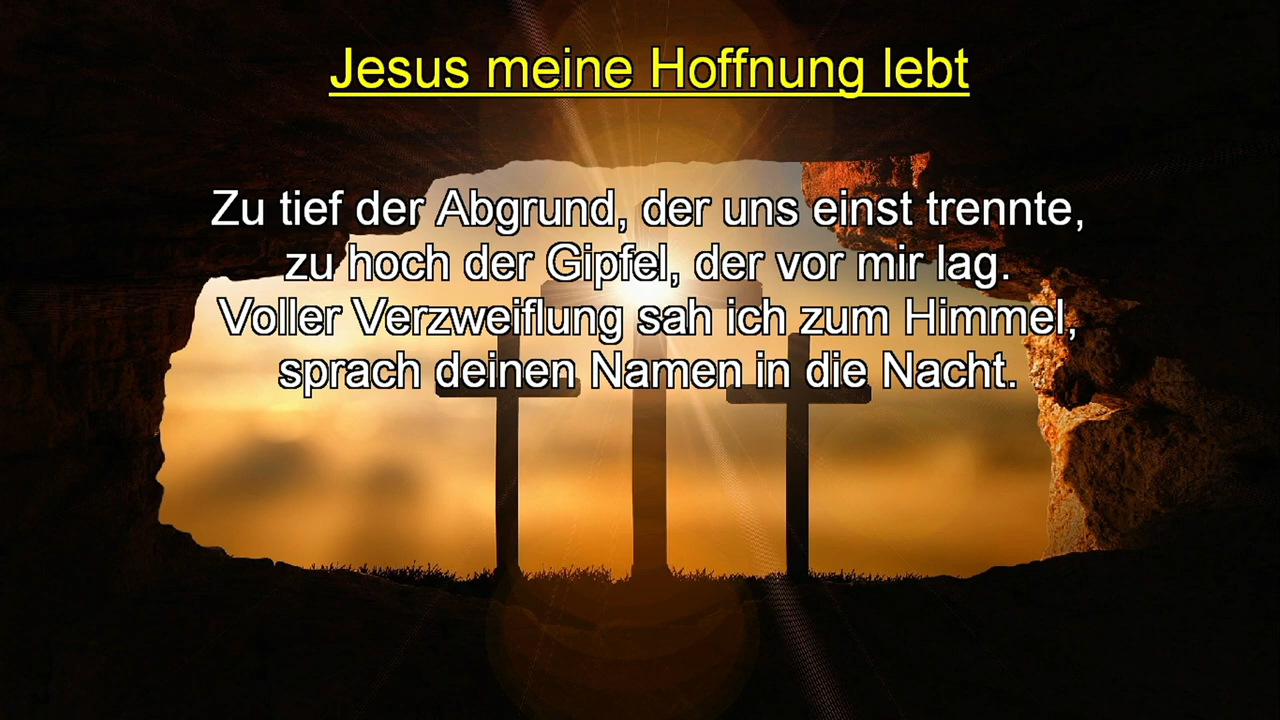 Jesus meine Hoffnung lebt
Zu tief der Abgrund, der uns einst trennte,
zu hoch der Gipfel, der vor mir lag.
Voller Verzweiflung sah ich zum Himmel,
sprach deinen Namen in die Nacht.